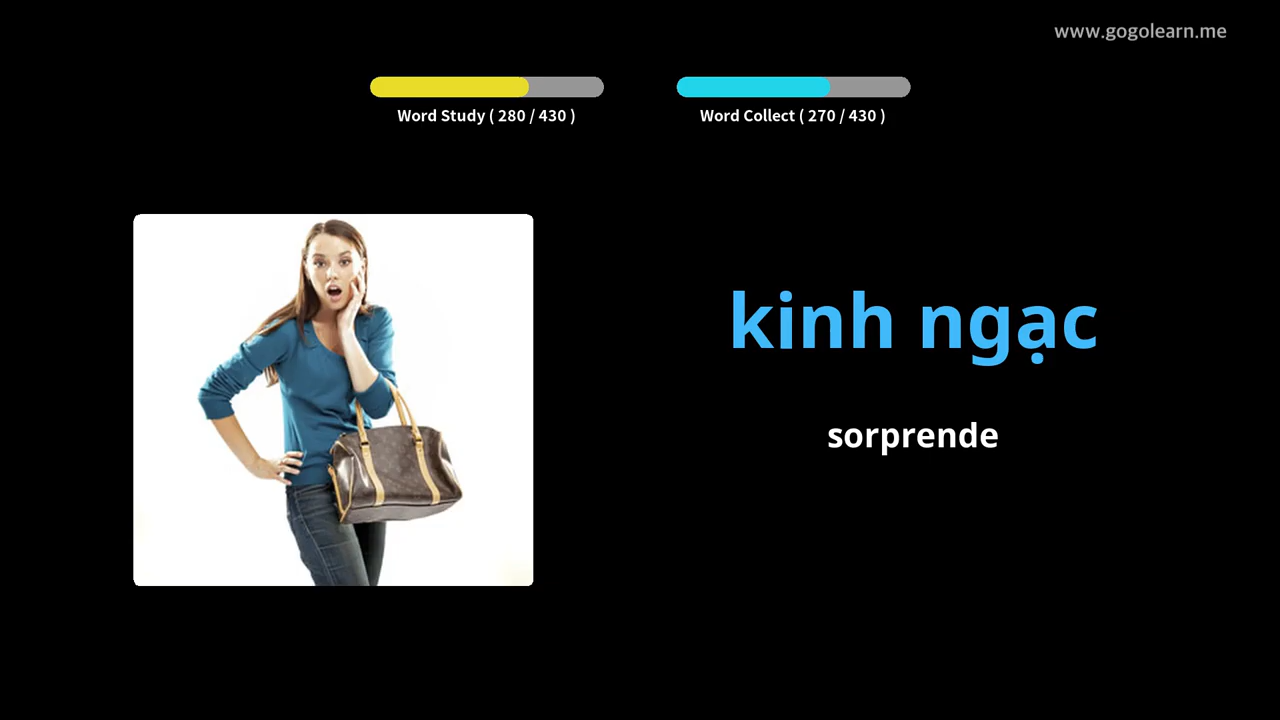 www.gogolearn.me
Word Study ( 280 / 430 )
Word Collect ( 270 / 430 )
kinh ngạc
sorprende